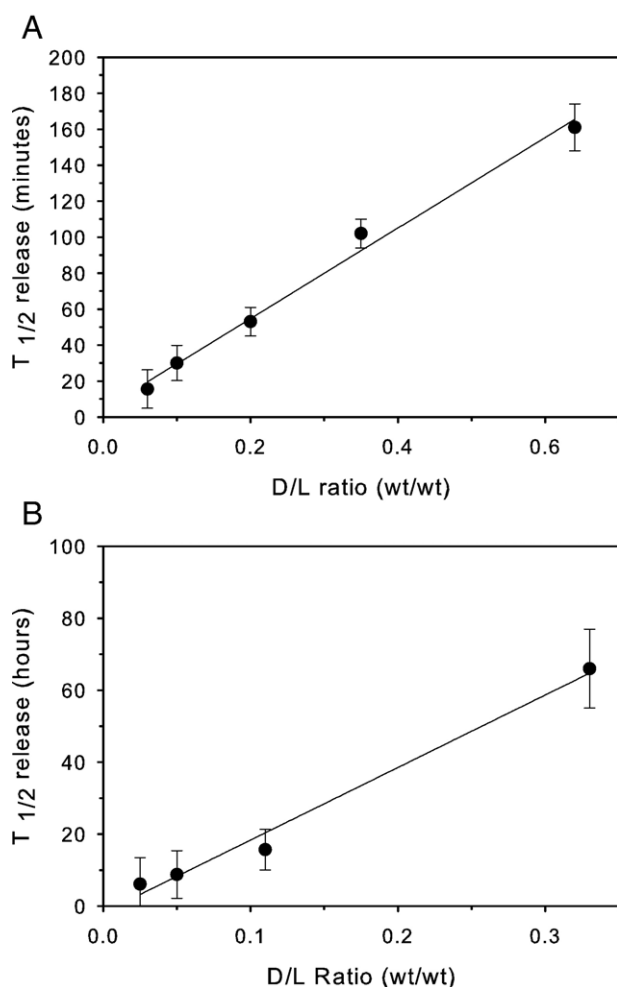 A
T 1/2 release (minutes)
200
180
160
140
120
100
80
60
40
20
0
0.0 0.2 0.4 0.6
D/L ratio (wt/wt)
B
T 1/2 release (hours)
100
80
60
40
20
0
0.0 0.1 0.2 0.3
D/L Ratio (wt/wt)